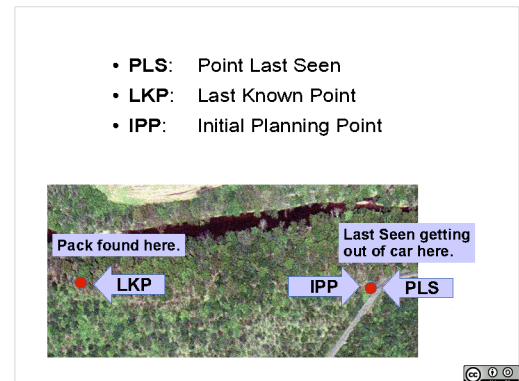 • PLS: Point Last Seen
• LKP: Last Known Point
• IPP: Initial Planning Point
Last Seen getting
out of car here.
Pack found here.
LKP
IPP
PLS
cc